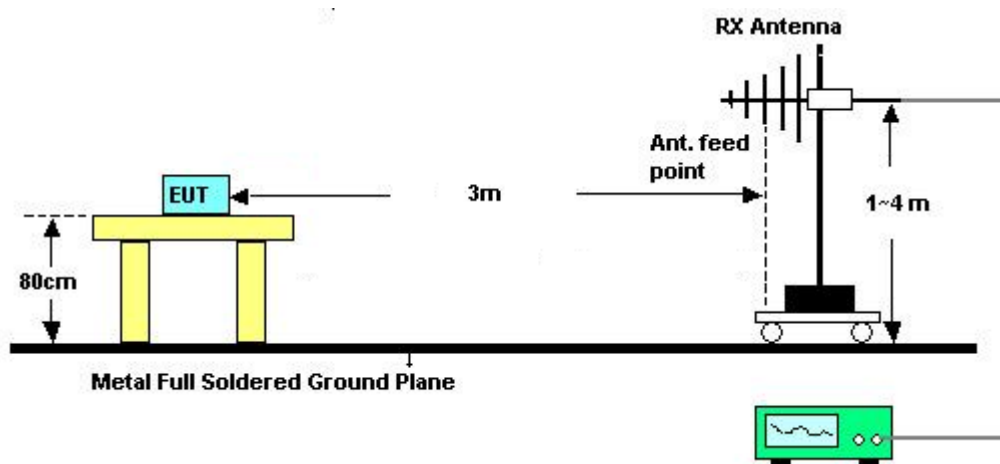 RX Antenna
Ant. feed
point
EUT
3m
1~4 m
80cm
Metal Full Soldered Ground Plane